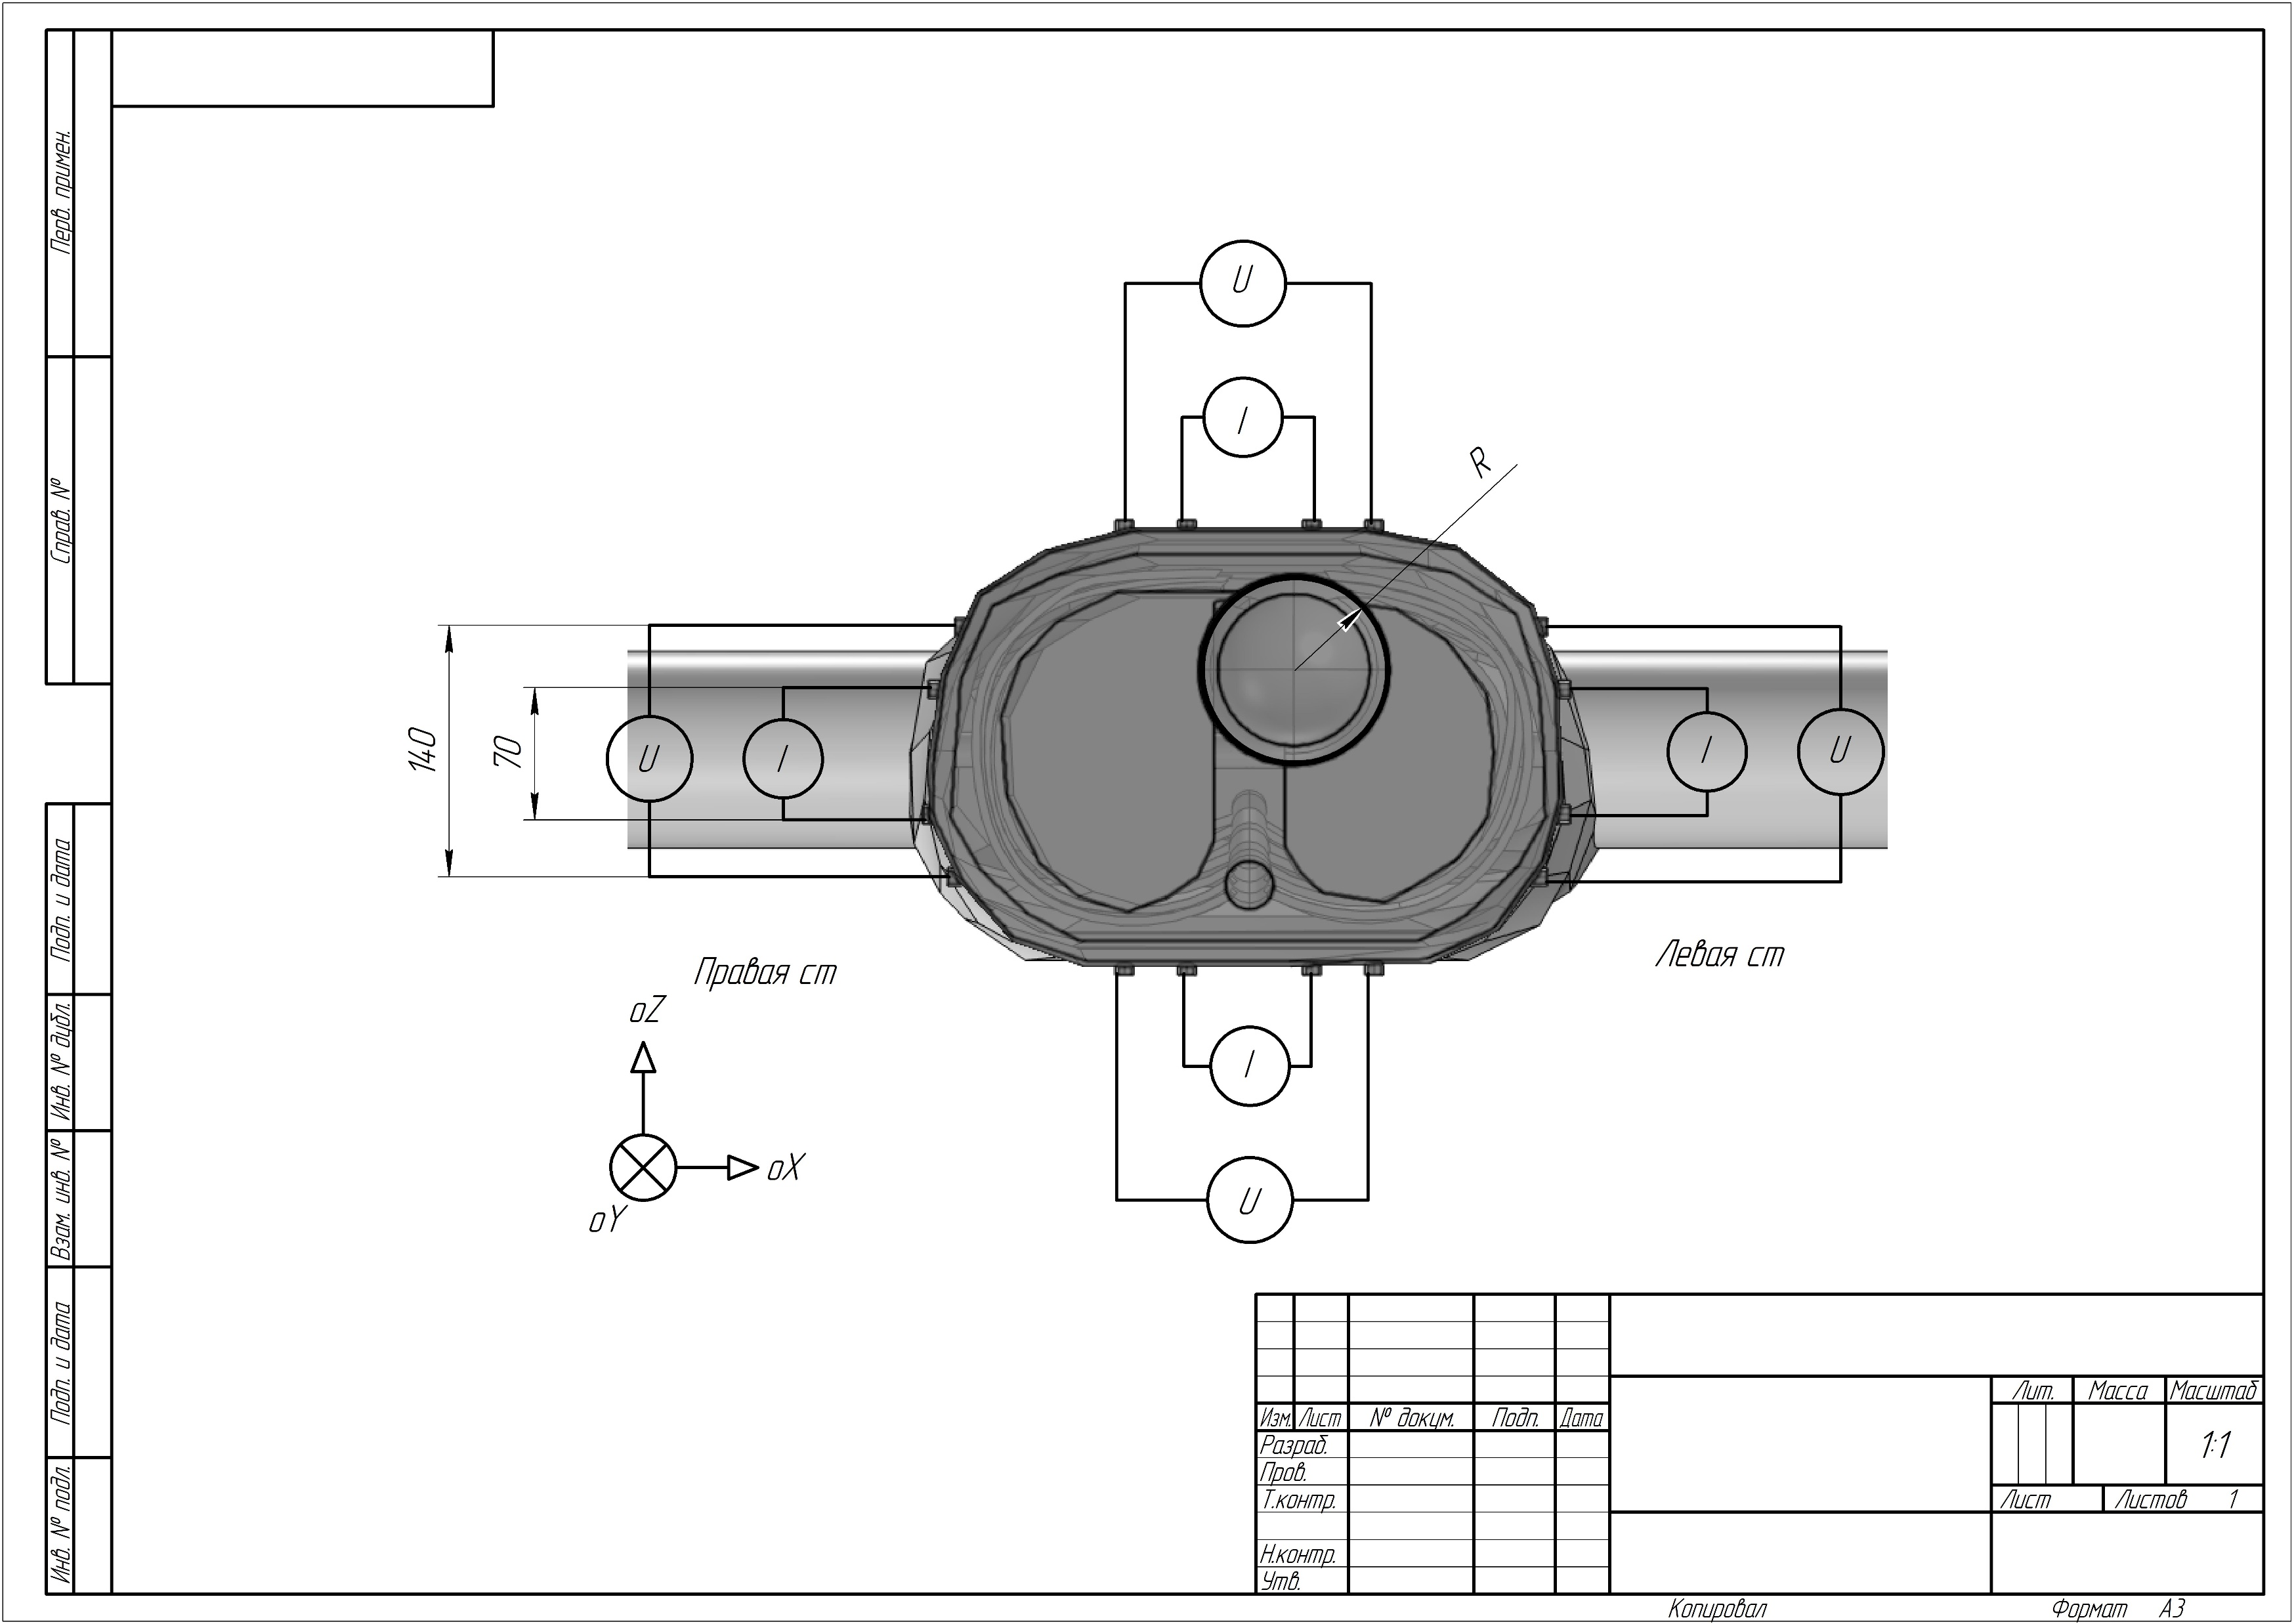 Перв. примен.
Справ. №
Подп. и дата
Инв. № дубл.
Взам. инв. №
Подп. и дата
Инв. № подл.
U
I
R
140
70
U
I
I
U
Правая ст
Левая ст
oZ
oX
oY
I
U
Изм. Лист № докум. Подп. Дата
Разраб.
Пров.
Т.контр.
Н.контр.
Утв.
Лит. Масса Масштаб
1:1
Лист Листов 1
Копировал Формат А3